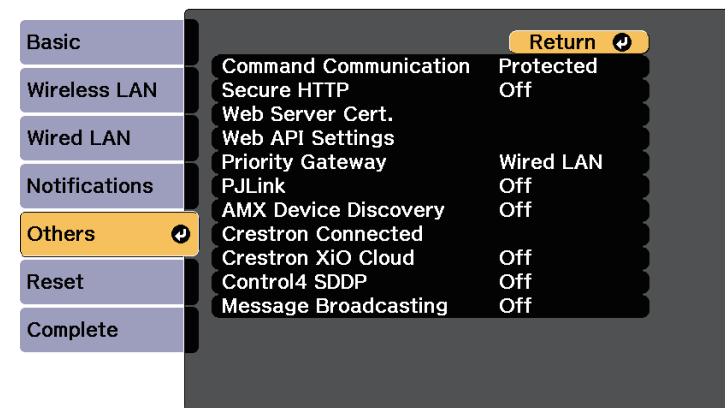 Basic
Wireless LAN
Wired LAN
Notifications
Others
Reset
Complete
Return
Command Communication Protected
Secure HTTP Off
Web Server Cert.
Web API Settings
Priority Gateway Wired LAN
PJLink Off
AMX Device Discovery Off
Crestron Connected
Crestron XiO Cloud Off
Control4 SDDP Off
Message Broadcasting Off